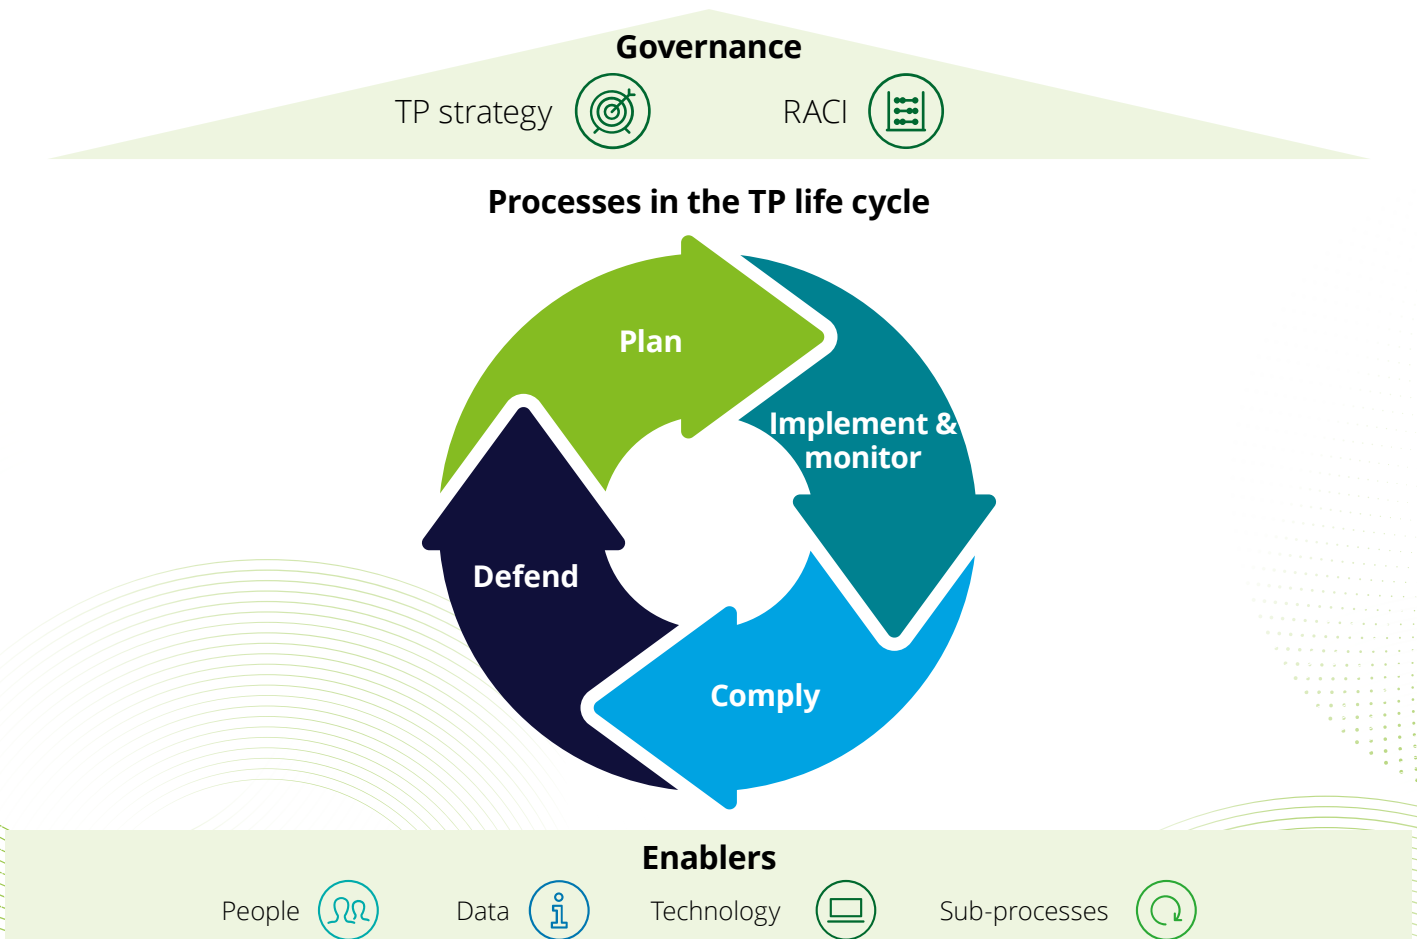 Governance
TP strategy
RACI
Processes in the TP life cycle
Plan
Implement &
monitor
Comply
Defend
Enablers
People
Data
Technology
Sub-processes